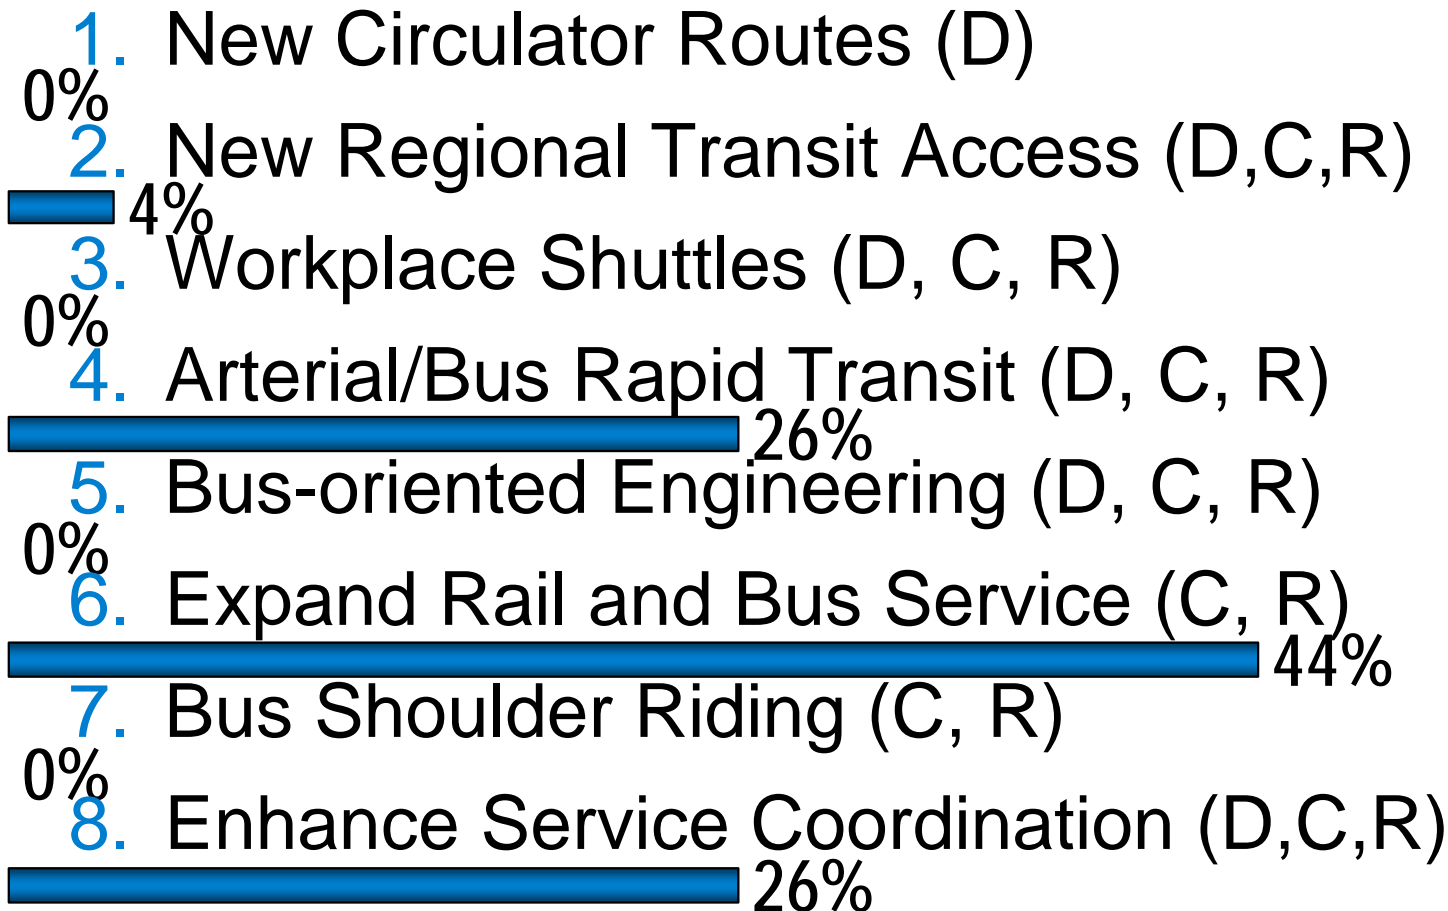 1. New Circulator Routes (D)
0%
2. New Regional Transit Access (D,C,R)
4%
3. Workplace Shuttles (D, C, R)
0%
4. Arterial/Bus Rapid Transit (D, C, R)
26%
5. Bus-oriented Engineering (D, C, R)
0%
6. Expand Rail and Bus Service (C, R)
44%
7. Bus Shoulder Riding (C, R)
0%
8. Enhance Service Coordination (D,C,R)
26%